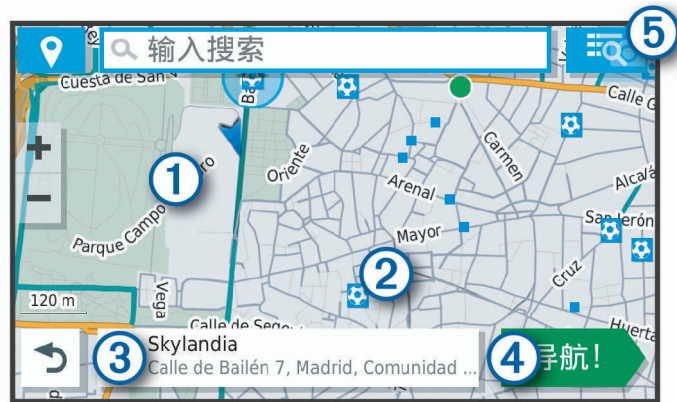 5
输入搜索
Cuesta de San
Ba
Calle G
+
1
ro
Oriente
Carmen
Arenal
Alcalá
−
Parque Campo
Mayor
San Jerón
2
Cruz
120 m
Vega
Calle de Sego
Huerta
3
Skylandia
4
导航!
Calle de Bailén 7, Madrid, Comunidad ...